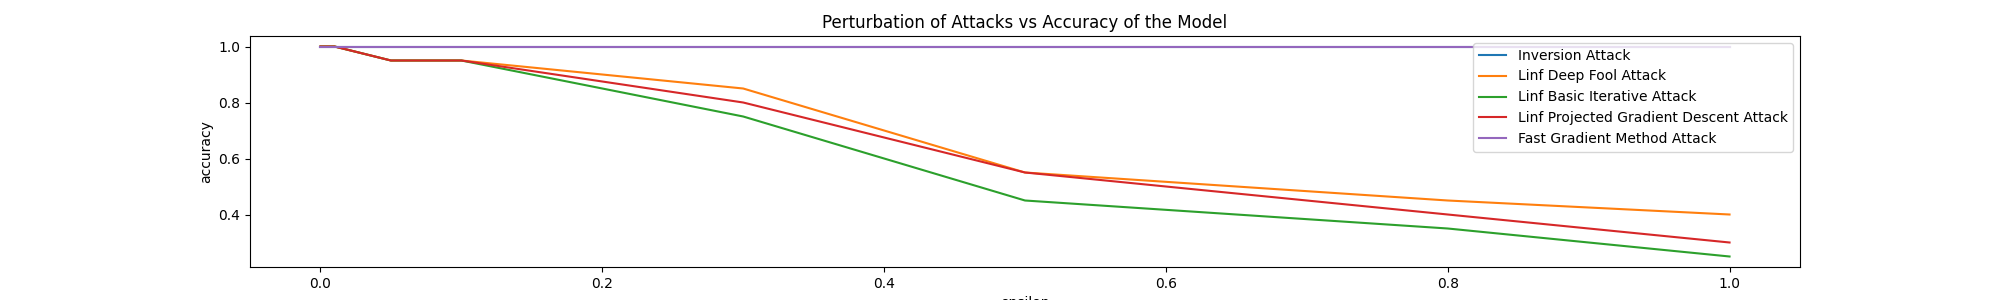 Perturbation of Attacks vs Accuracy of the Model
1.0
0.8
0.6
0.4
accuracy
Inversion Attack
Linf Deep Fool Attack
Linf Basic Iterative Attack
Linf Projected Gradient Descent Attack
Fast Gradient Method Attack
0.0 0.2 0.4 0.6 0.8 1.0
epsilon